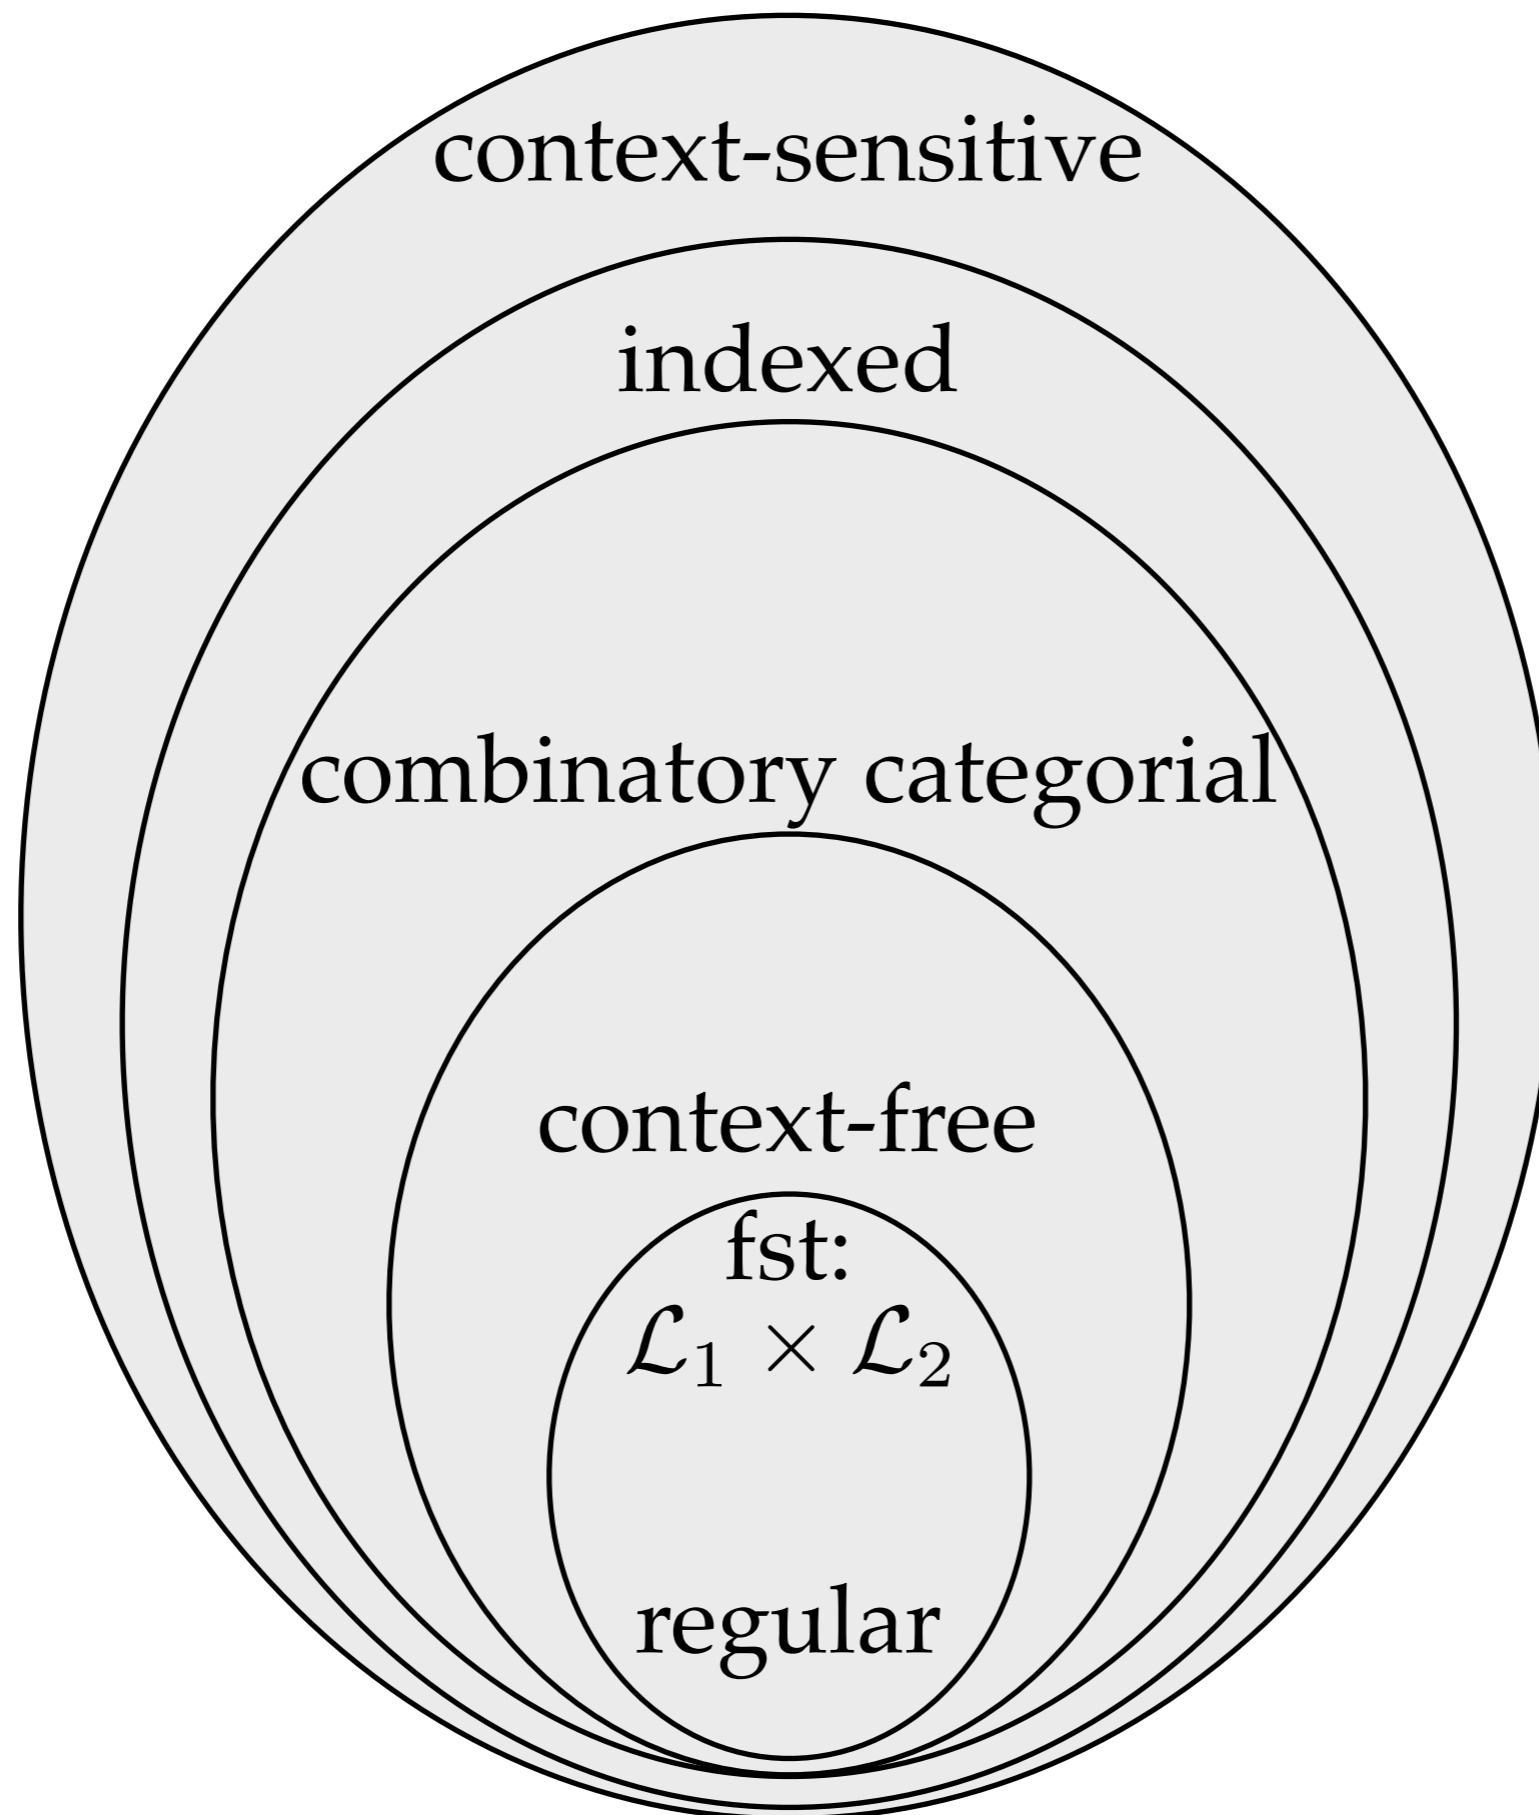 context-sensitive
indexed
combinatory categorial
context-free
fst:
ℒ₁ × ℒ₂
regular